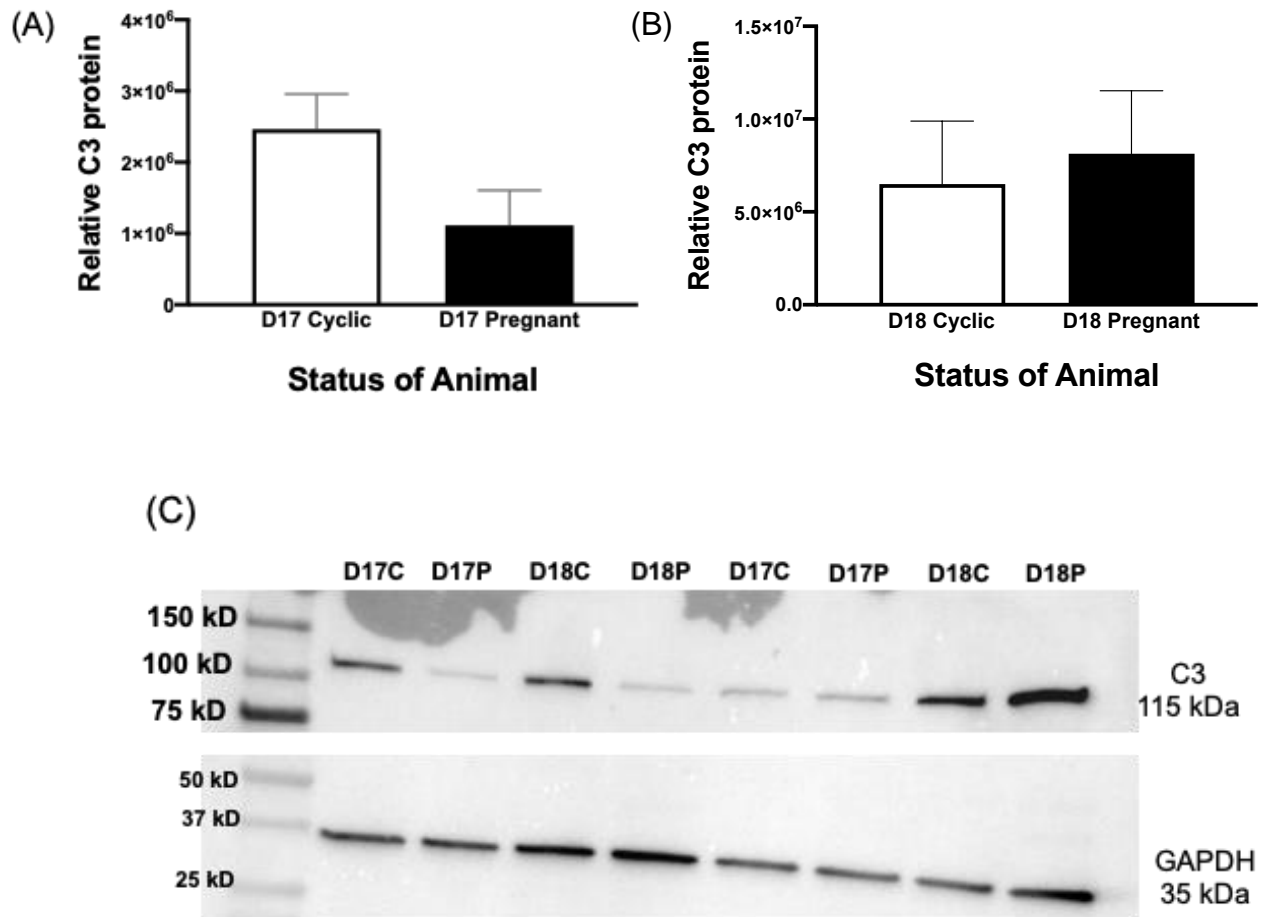 (A)
Relative C3 protein
4×10⁶
3×10⁶
2×10⁶
1×10⁶
0
D17 Cyclic D17 Pregnant
Status of Animal
(B)
Relative C3 protein
1.5×10⁷
1.0×10⁷
5.0×10⁶
0.0
D18 Cyclic D18 Pregnant
Status of Animal
(C)
D17C D17P D18C D18P D17C D17P D18C D18P
150 kD
100 kD
75 kD
C3
115 kDa
50 kD
37 kD
25 kD
GAPDH
35 kDa